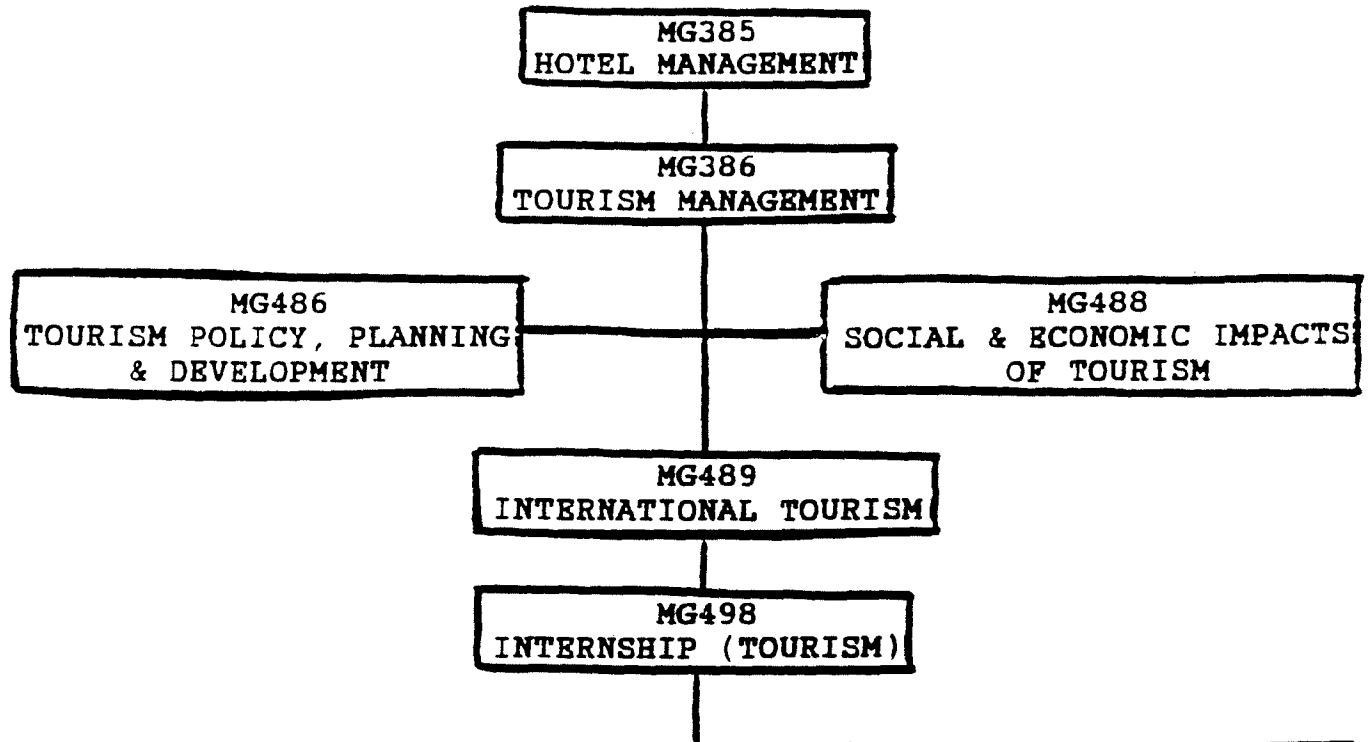 MG385
HOTEL MANAGEMENT
MG386
TOURISM MANAGEMENT
MG486
TOURISM POLICY, PLANNING
& DEVELOPMENT
MG488
SOCIAL & ECONOMIC IMPACTS
OF TOURISM
MG489
INTERNATIONAL TOURISM
MG498
INTERNSHIP (TOURISM)